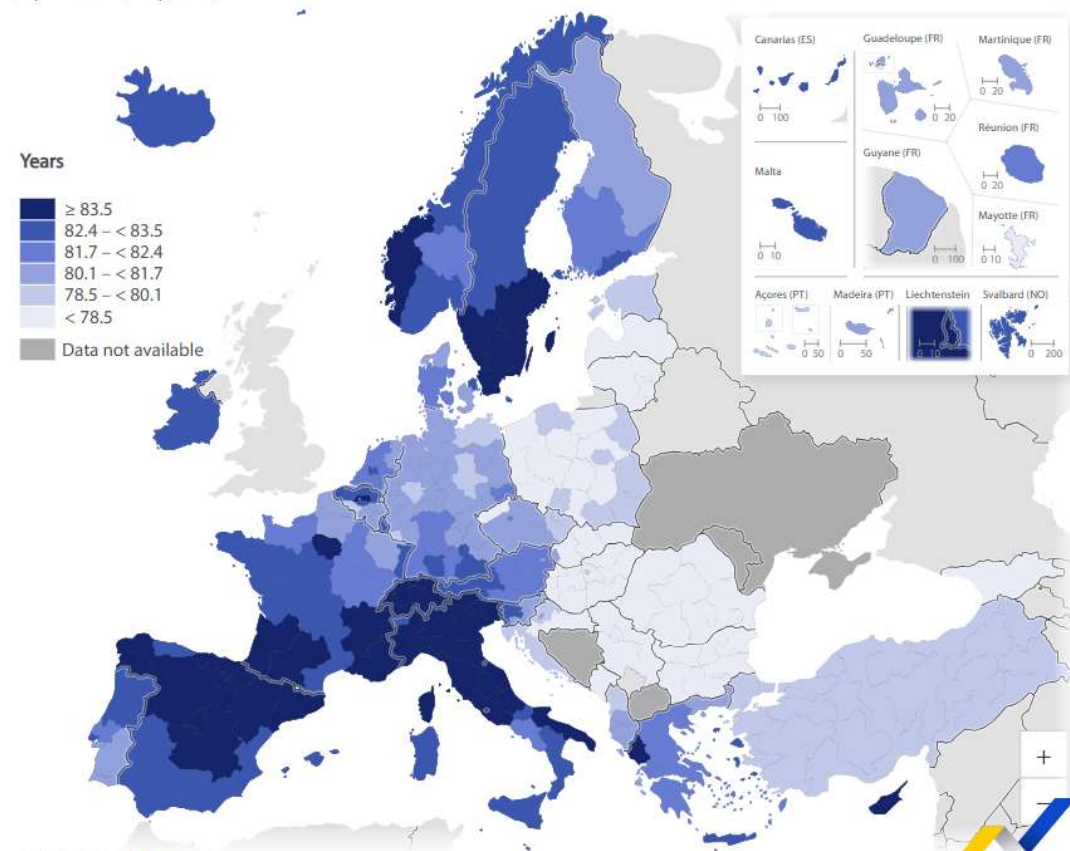 Years
≥ 83.5
82.4 – < 83.5
81.7 – < 82.4
80.1 – < 81.7
78.5 – < 80.1
< 78.5
Data not available
Canarias (ES)
0 100
Guadeloupe (FR)
0 20
Martinique (FR)
0 20
Réunion (FR)
0 20
Guyane (FR)
0 100
Malta
0 10
Mayotte (FR)
0 10
Açores (PT)
0 50
Madeira (PT)
0 50
Liechtenstein
0 10
Svalbard (NO)
0 200
+
−